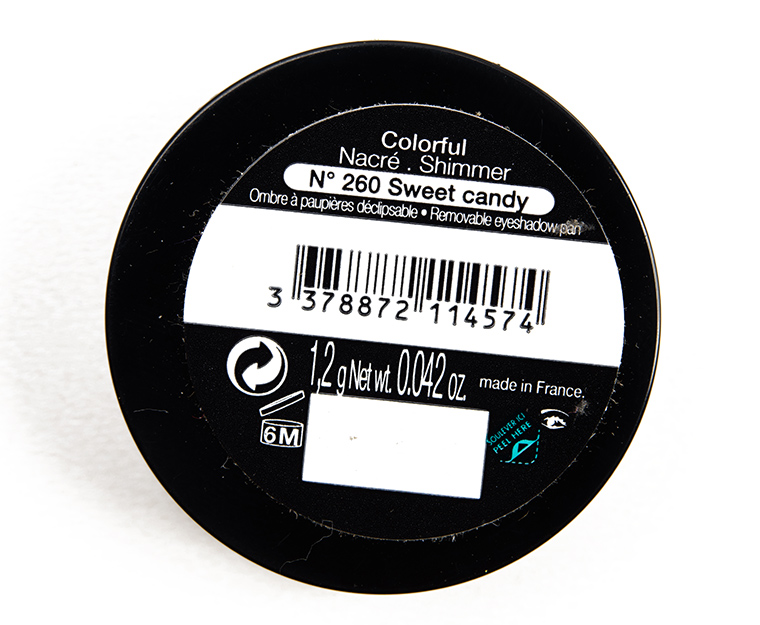 Colorful
Nacré . Shimmer
N° 260 Sweet candy
Ombre à paupières déclipsable • Removable eyeshadow pan
3 378872 114574
1,2 g Net wt. 0.042 oz.
made in France.
6M
SOULEVER ICI
PEEL HERE